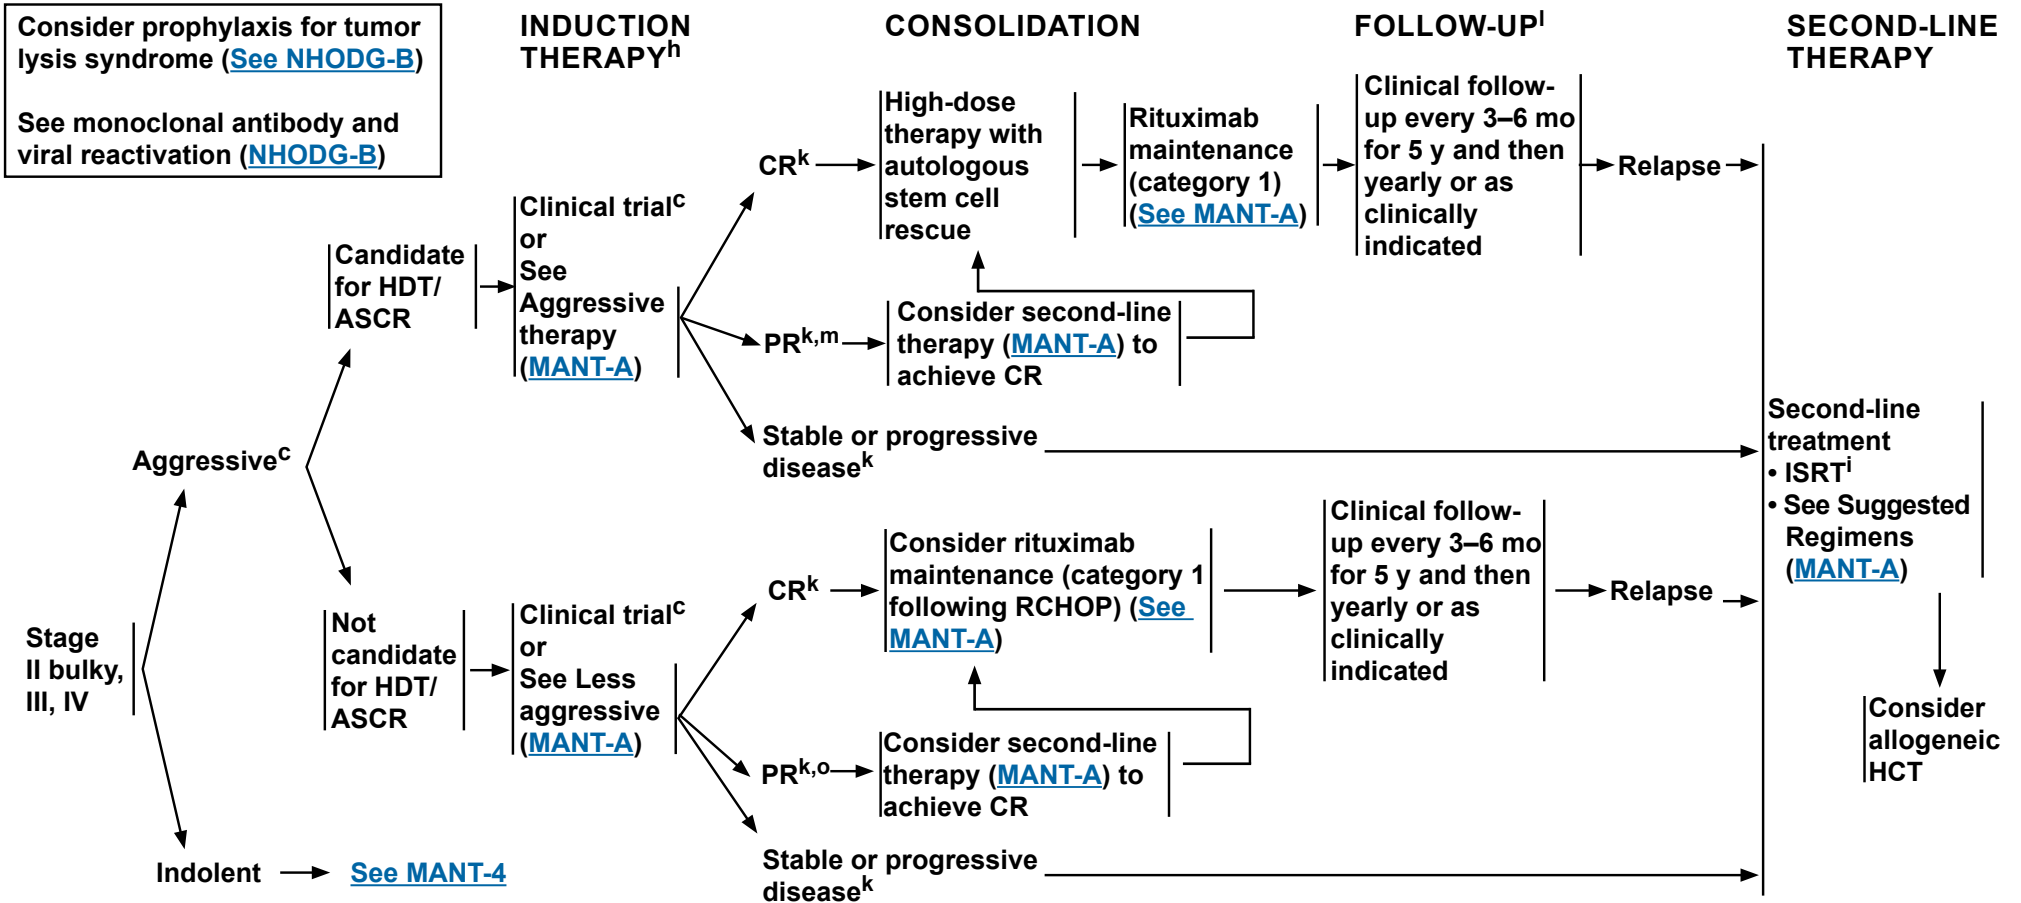 Consider prophylaxis for tumor
lysis syndrome (See NHODG-B)
See monoclonal antibody and
viral reactivation (NHODG-B)
INDUCTION
THERAPYh
CONSOLIDATION
FOLLOW-UPl
SECOND-LINE
THERAPY
Stage
II bulky,
III, IV
Aggressivec
Candidate
for HDT/
ASCR
Clinical trialc
or
See
Aggressive
therapy
(MANT-A)
CRk
High-dose
therapy with
autologous
stem cell
rescue
Rituximab
maintenance
(category 1)
(See MANT-A)
Clinical follow-
up every 3–6 mo
for 5 y and then
yearly or as
clinically
indicated
Relapse
PRk,m
Consider second-line
therapy (MANT-A) to
achieve CR
Stable or progressive
diseasek
Not
candidate
for HDT/
ASCR
Clinical trialc
or
See Less
aggressive
(MANT-A)
CRk
Consider rituximab
maintenance (category 1
following RCHOP) (See
MANT-A)
Clinical follow-
up every 3–6 mo
for 5 y and then
yearly or as
clinically
indicated
Relapse
PRk,o
Consider second-line
therapy (MANT-A) to
achieve CR
Stable or progressive
diseasek
Second-line
treatment
• ISRTi
• See Suggested
Regimens
(MANT-A)
Consider
allogeneic
HCT
Indolent
See MANT-4